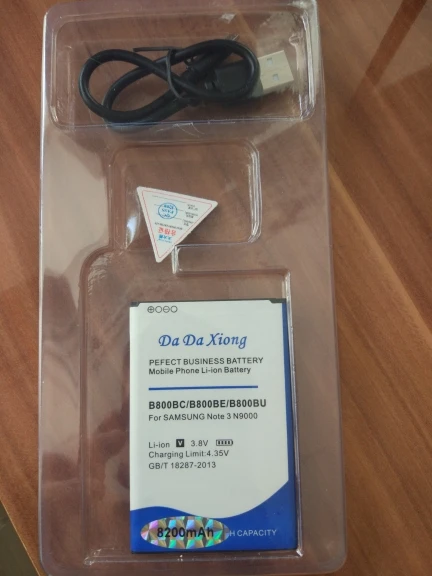 Da Da Xiong
PEFECT BUSINESS BATTERY
Mobile Phone Li-ion Battery
B800BC/B800BE/B800BU
For SAMSUNG Note 3 N9000
Li-ion V 3.8V
Charging Limit:4.35V
GB/T 18287-2013
8200mAh
H CAPACITY